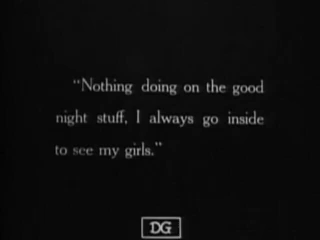 “Nothing doing on the good
night stuff, I always go inside
to see my girls.”
DG